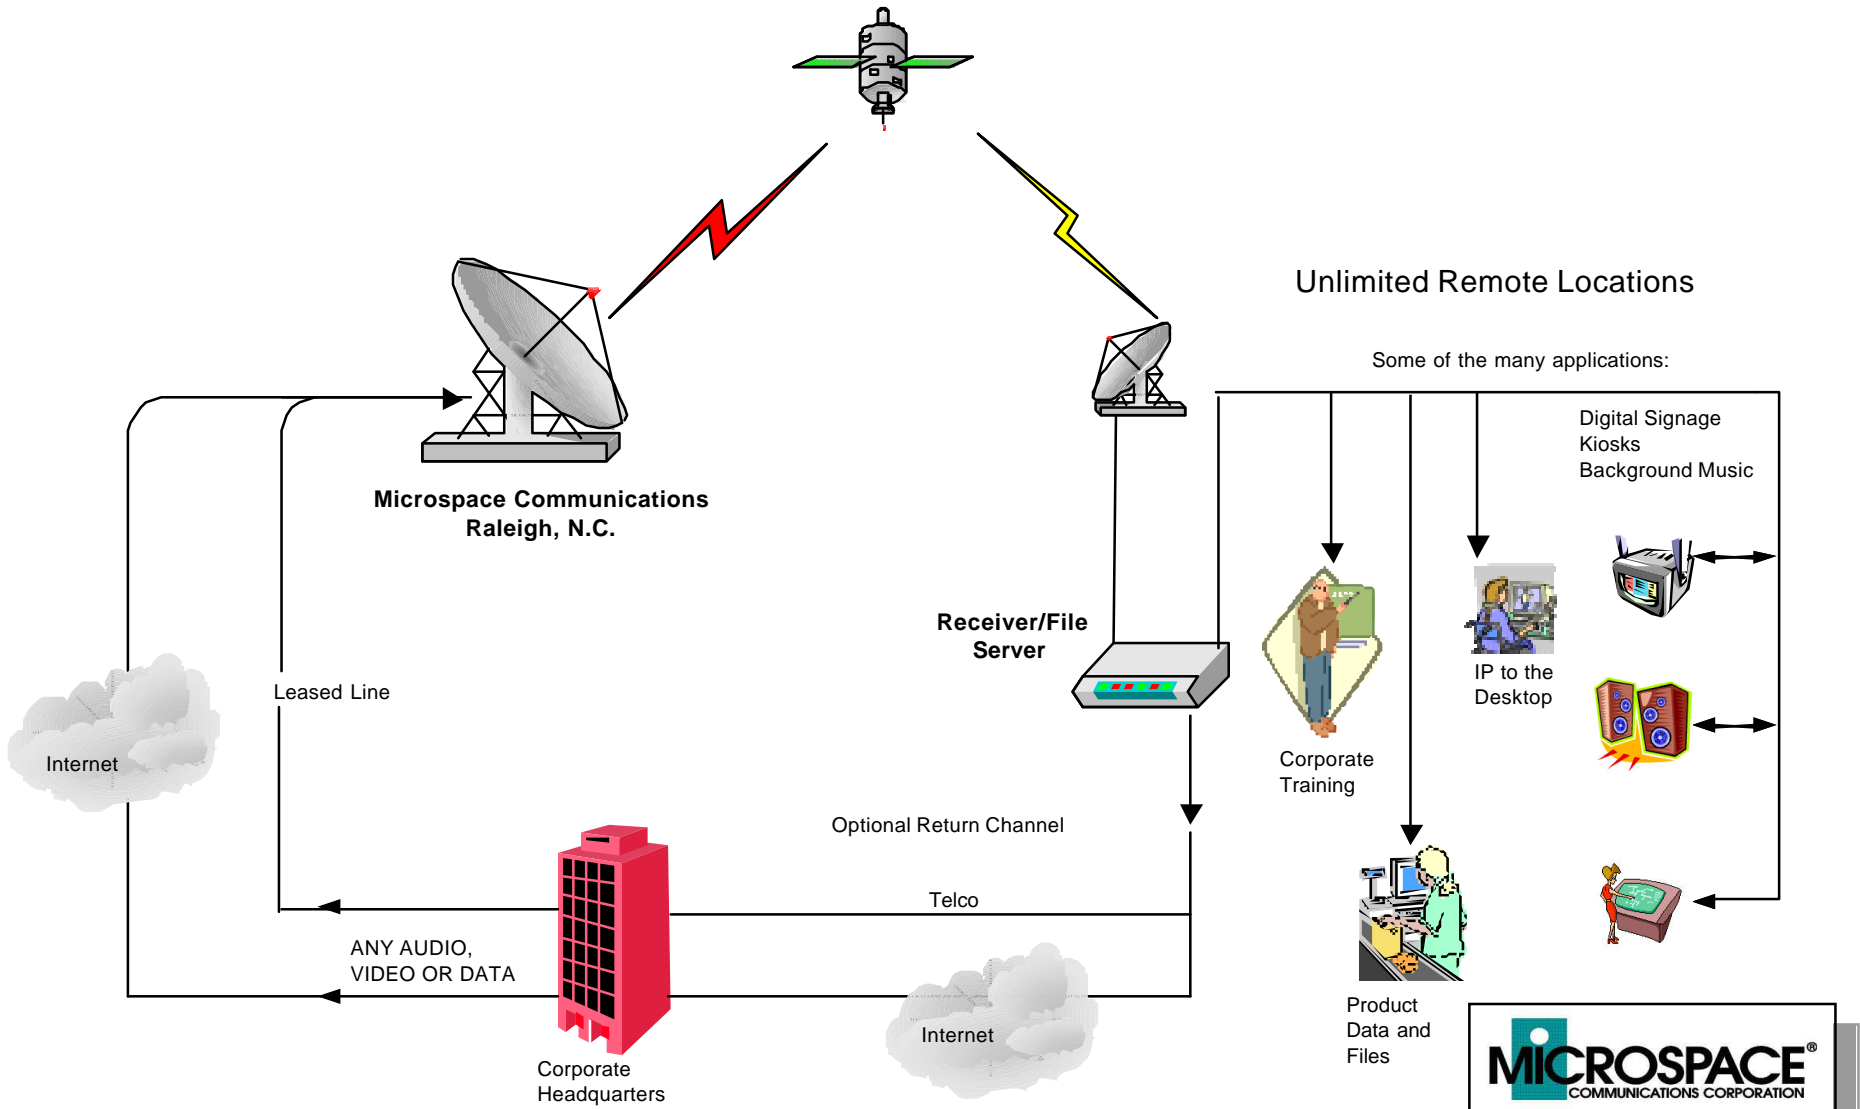 Unlimited Remote Locations
Some of the many applications:
Digital Signage
Kiosks
Background Music
Microspace Communications
Raleigh, N.C.
Receiver/File
Server
IP to the
Desktop
Leased Line
Internet
Corporate
Training
Optional Return Channel
Telco
ANY AUDIO,
VIDEO OR DATA
Internet
Product
Data and
Files
Corporate
Headquarters
MiCROSPACE®
COMMUNICATIONS CORPORATION